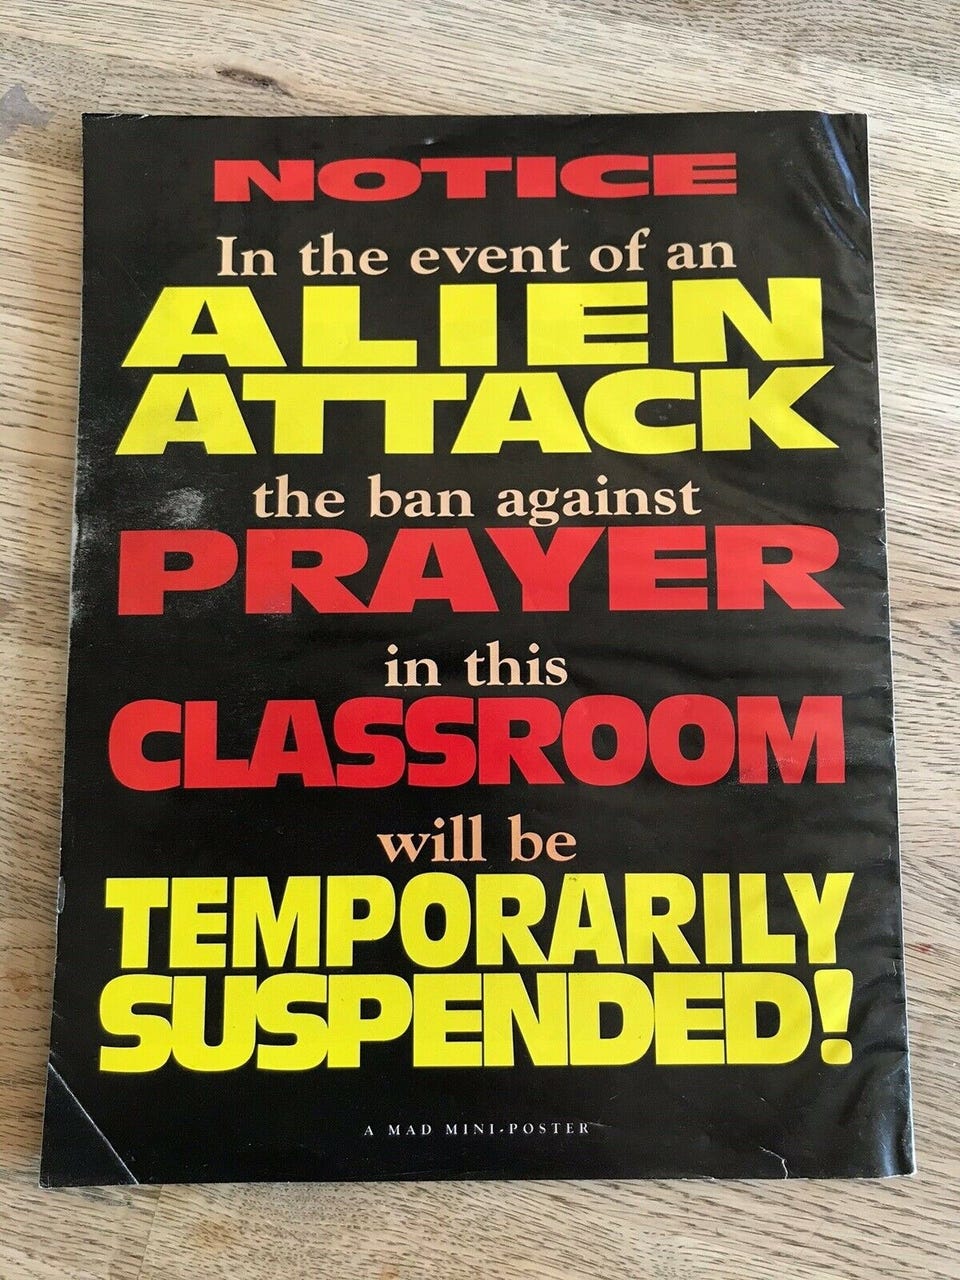 NOTICE
In the event of an
ALIEN
ATTACK
the ban against
PRAYER
in this
CLASSROOM
will be
TEMPORARILY
SUSPENDED!
A MAD MINI-POSTER